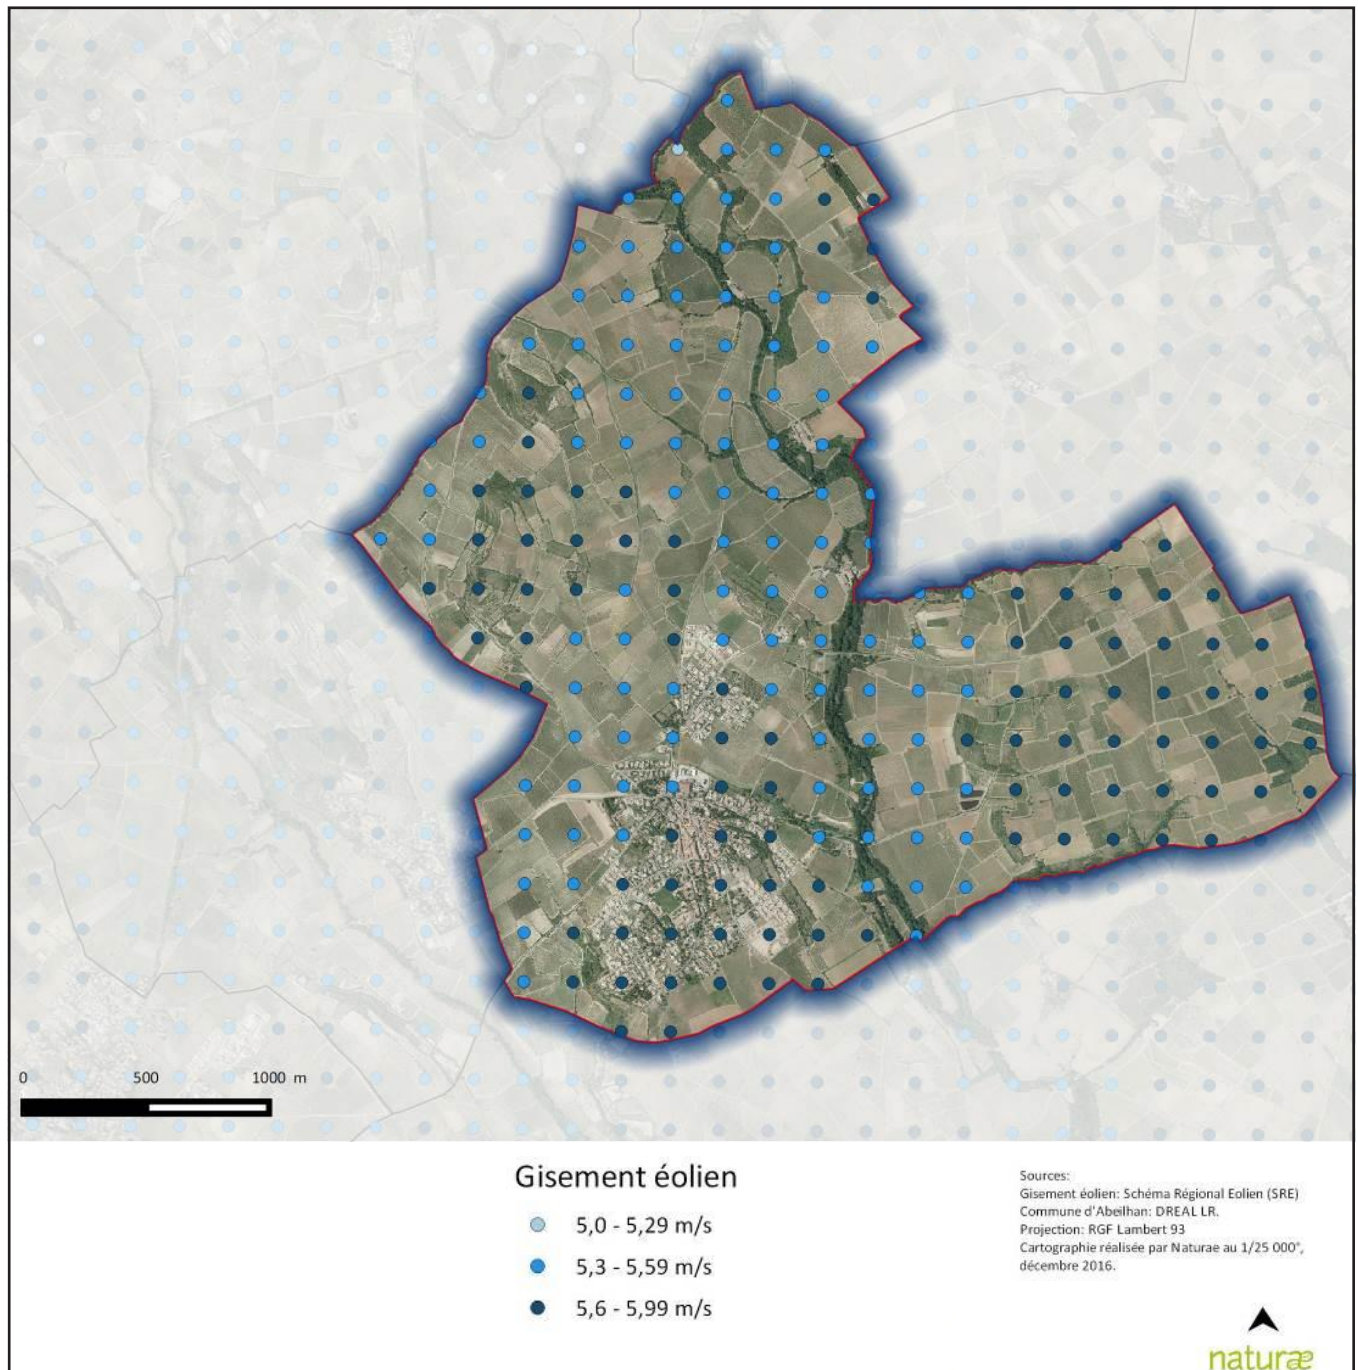 0 500 1000 m
Gisement éolien
5,0 - 5,29 m/s
5,3 - 5,59 m/s
5,6 - 5,99 m/s
Sources:
Gisement éolien: Schéma Régional Eolien (SRE)
Commune d'Abeilhan: DREAL LR.
Projection: RGF Lambert 93
Cartographie réalisée par Naturae au 1/25 000°,
décembre 2016.
naturæ